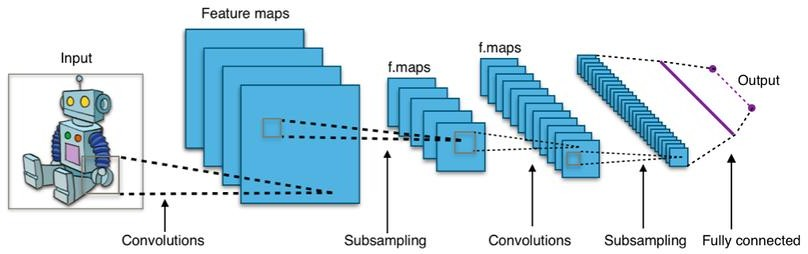 Feature maps
Input
f.maps
f.maps
Output
Convolutions
Subsampling
Convolutions
Subsampling
Fully connected